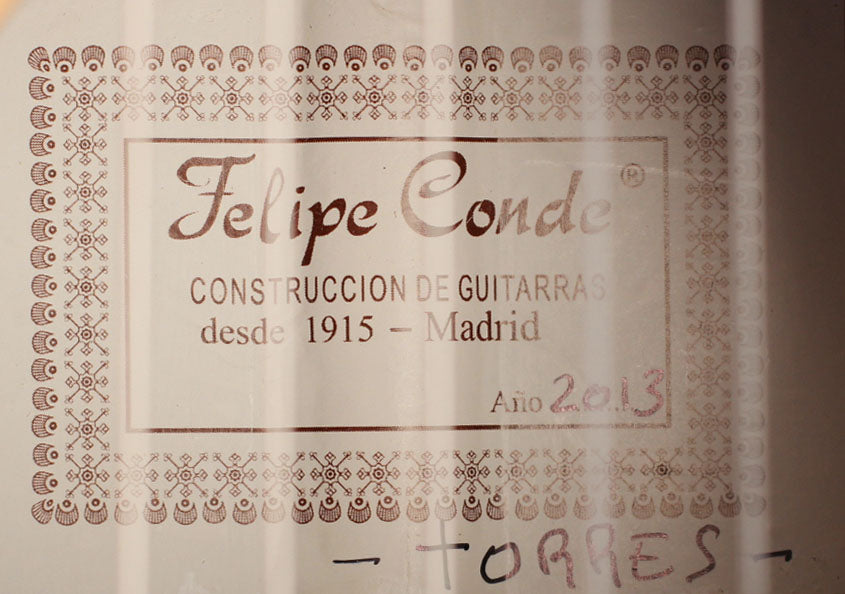 Felipe Conde®
CONSTRUCCION DE GUITARRAS
desde 1915 – Madrid
Año 2013
- TORRES -